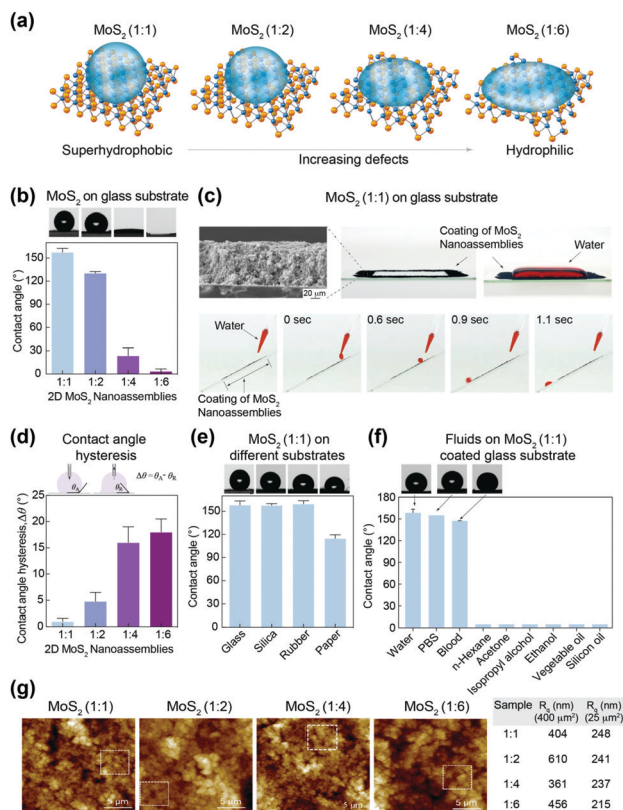 (a)
MoS2 (1:1) MoS2 (1:2) MoS2 (1:4) MoS2 (1:6)
Superhydrophobic Hydrophilic
Increasing defects
(b)
MoS2 on glass substrate
Contact angle (°)
150
120
90
60
30
0
1:1 1:2 1:4 1:6
2D MoS2 Nanoassemblies
(c)
MoS2 (1:1) on glass substrate
20 μm
Coating of MoS2
Nanoassemblies
Water
Water
0 sec 0.6 sec 0.9 sec 1.1 sec
Coating of MoS2
Nanoassemblies
(d)
Contact angle
hysteresis
Δθ = θA - θR
θA θR
Contact angle hysteresis, Δθ (°)
25
20
15
10
5
0
1:1 1:2 1:4 1:6
2D MoS2 Nanoassemblies
(e)
MoS2 (1:1) on
different substrates
Contact angle (°)
150
120
90
60
30
0
Glass
Silica
Rubber
Paper
(f)
Fluids on MoS2 (1:1)
coated glass substrate
Contact angle (°)
200
150
100
50
0
Water
PBS
Blood
n-Hexane
Acetone
Isopropyl alcohol
Ethanol
Vegetable oil
Silicon oil
(g)
MoS2 (1:1) MoS2 (1:2) MoS2 (1:4) MoS2 (1:6)
5 μm 5 μm 5 μm 5 μm
Sample Rq (nm) Rq (nm)
(400 μm2) (25 μm2)
1:1 404 248
1:2 610 241
1:4 361 237
1:6 456 215